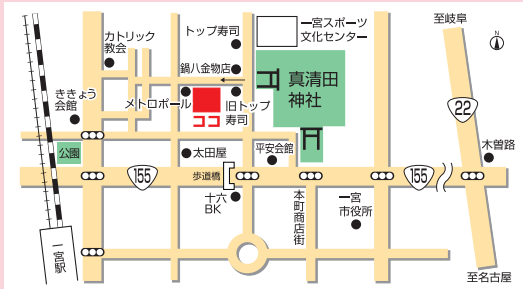 トップ寿司
一宮スポーツ
文化センター
至岐阜
N
カトリック
教会
鍋八金物店
真清田
神社
22
ききょう
会館
メトロポール
ココ
旧トップ
寿司
公園
太田屋
平安会館
木曽路
155
歩道橋
155
十六
BK
本町商店街
一宮
市役所
一宮駅
至名古屋